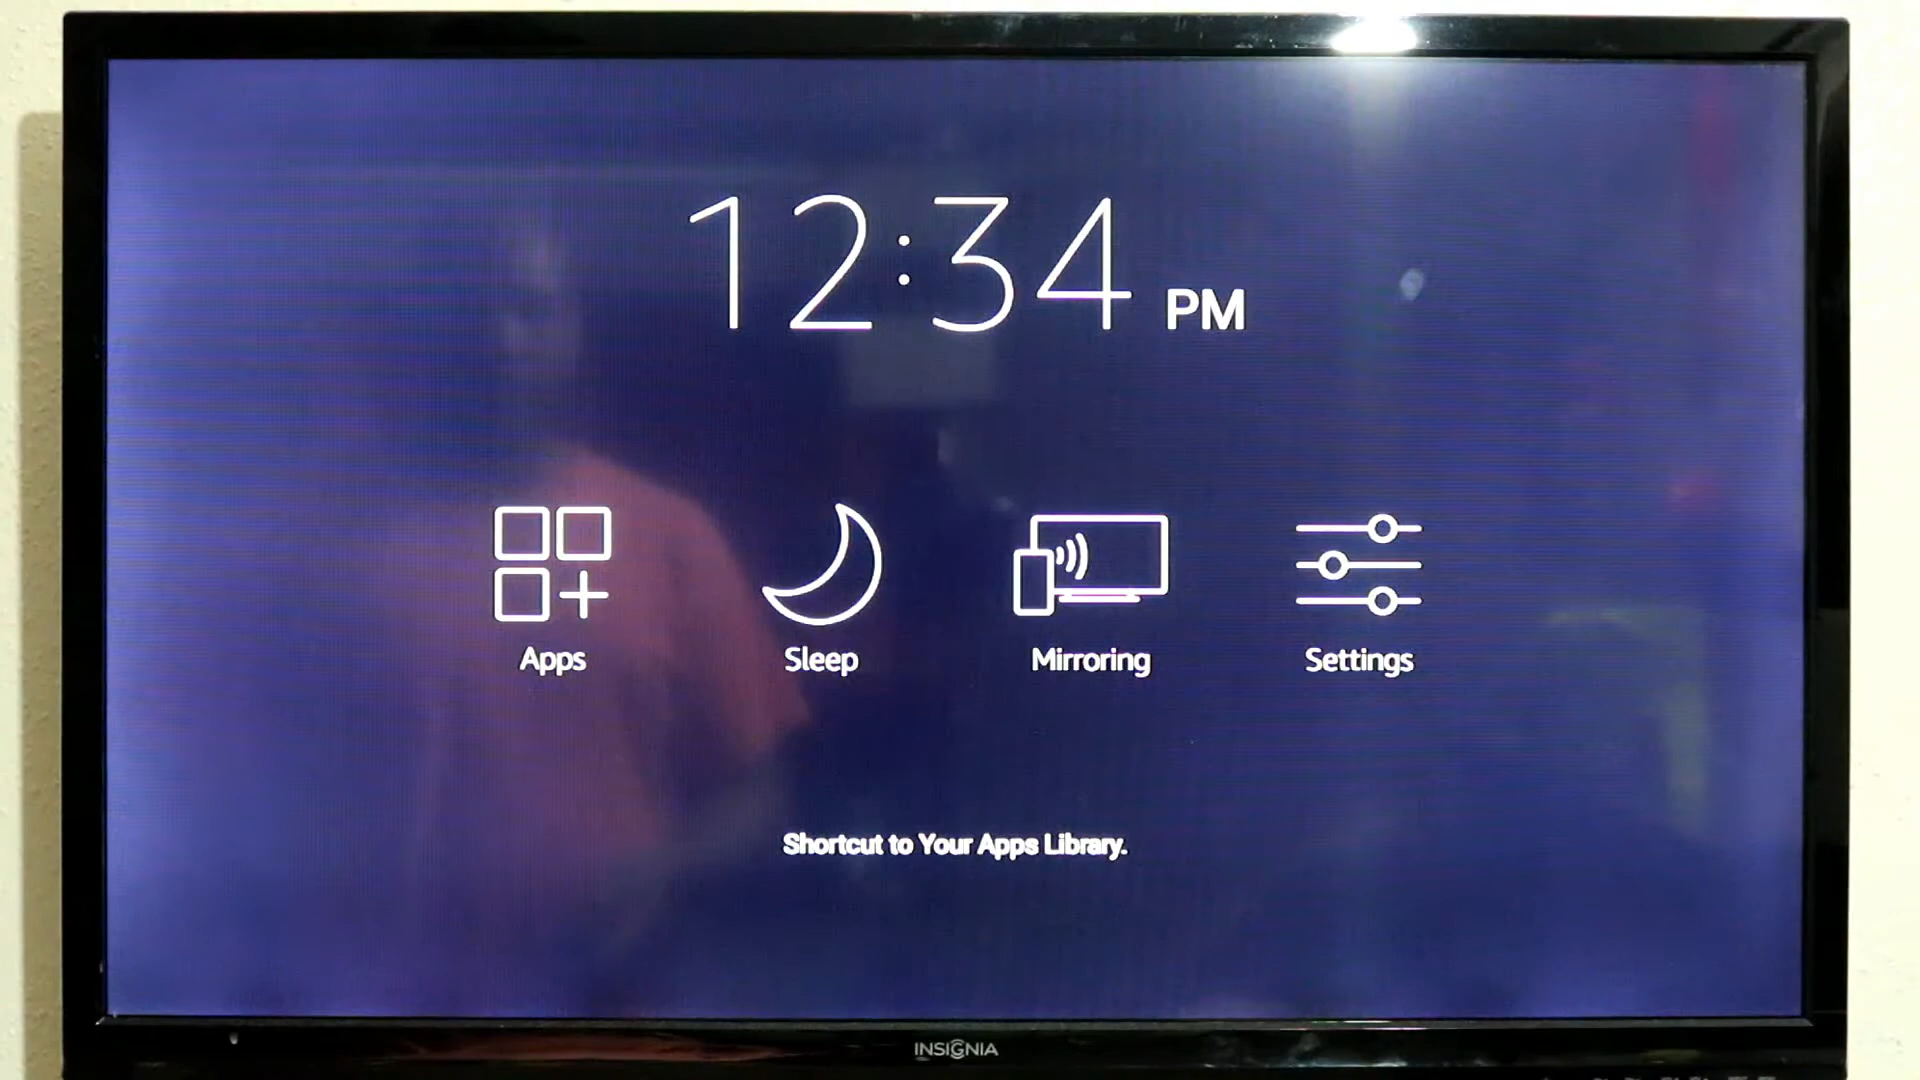 12:34 PM
Apps
Sleep
Mirroring
Settings
Shortcut to Your Apps Library.
INSIGNIA